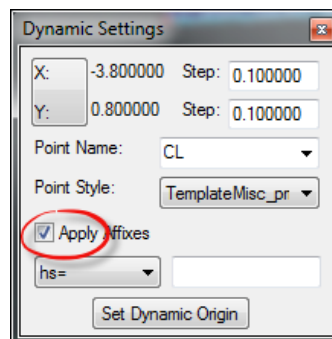 Dynamic Settings
X: -3.800000 Step: 0.100000
Y: 0.800000 Step: 0.100000
Point Name: CL
Point Style: TemplateMisc_pr
Apply Affixes
hs=
Set Dynamic Origin